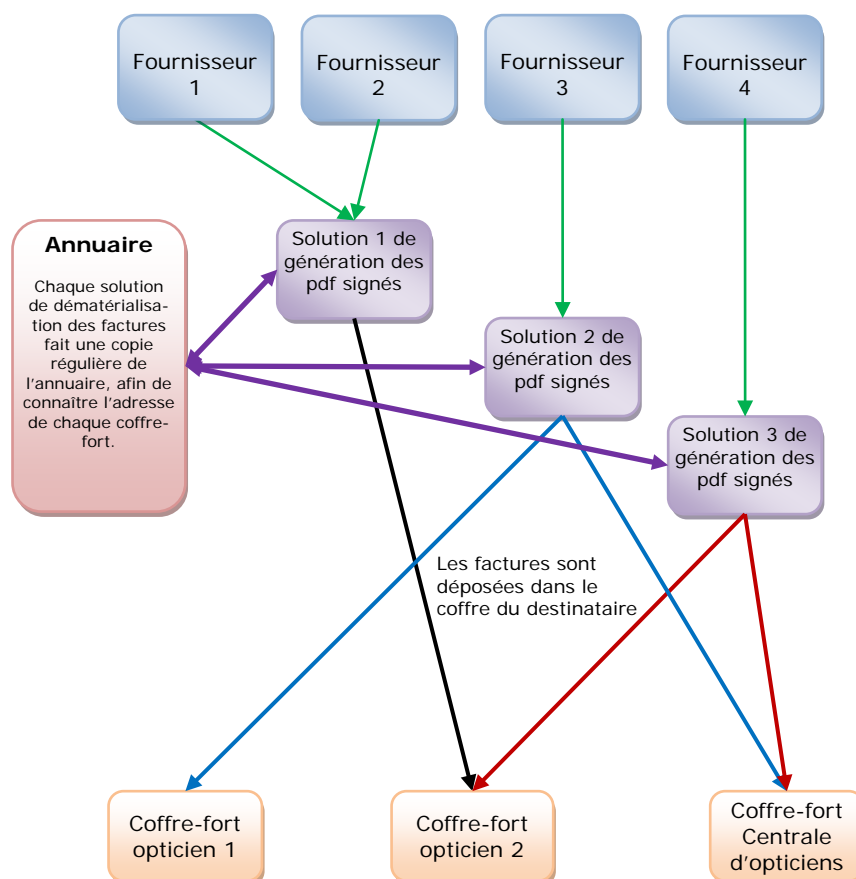 Fournisseur
1
Fournisseur
2
Fournisseur
3
Fournisseur
4
Annuaire
Chaque solution
de dématérialisa-
tion des factures
fait une copie
régulière de
l'annuaire, afin de
connaître l'adresse
de chaque coffre-
fort.
Solution 1 de
génération des
pdf signés
Solution 2 de
génération des
pdf signés
Solution 3 de
génération des
pdf signés
Les factures sont
déposées dans le
coffre du destinataire
Coffre-fort
opticien 1
Coffre-fort
opticien 2
Coffre-fort
Centrale
d'opticiens